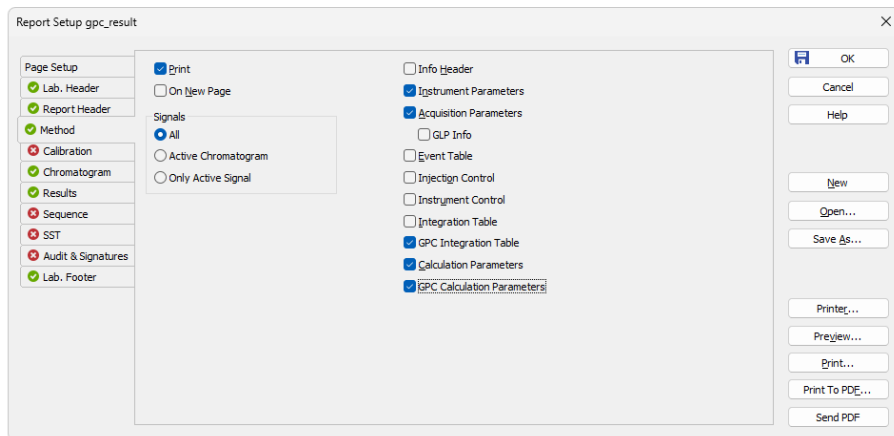 Report Setup gpc_result
Page Setup
Lab. Header
Report Header
Method
Calibration
Chromatogram
Results
Sequence
SST
Audit & Signatures
Lab. Footer
Print
On New Page
Signals
All
Active Chromatogram
Only Active Signal
Info Header
Instrument Parameters
Acquisition Parameters
GLP Info
Event Table
Injection Control
Instrument Control
Integration Table
GPC Integration Table
Calculation Parameters
GPC Calculation Parameters
OK
Cancel
Help
New
Open...
Save As...
Printer...
Preview...
Print...
Print To PDF...
Send PDF